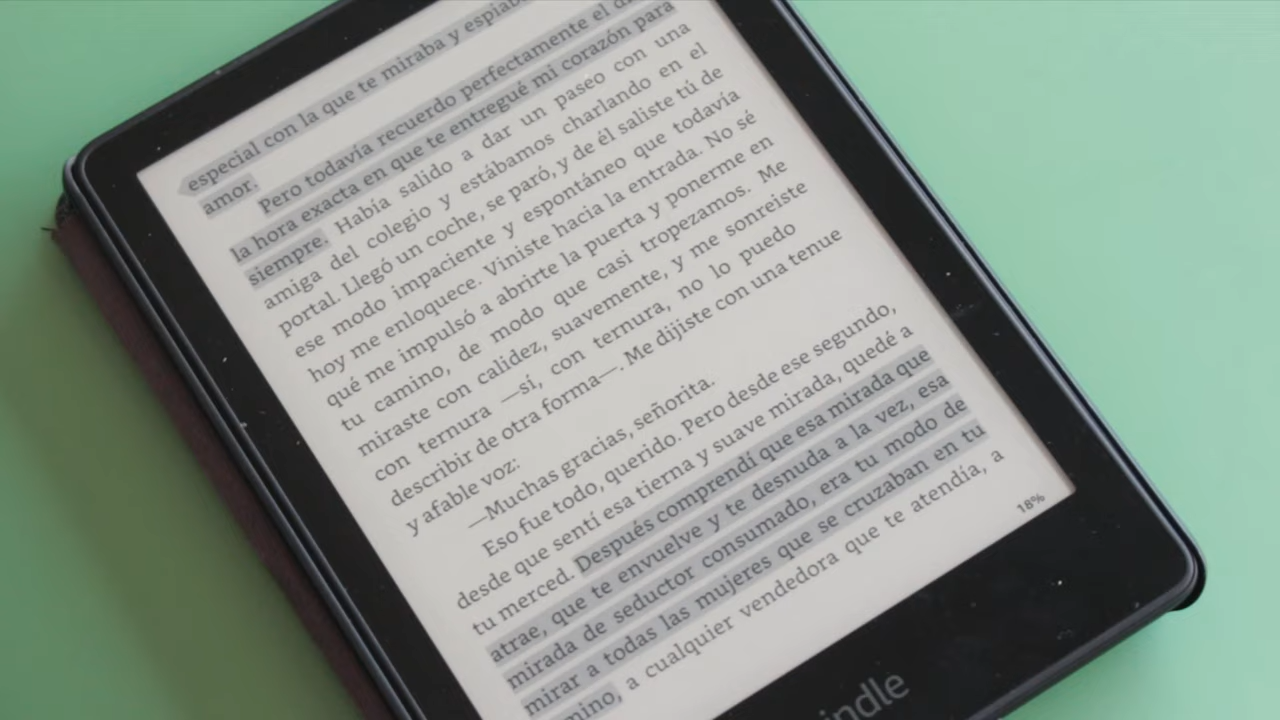 especial con la que te miraba y espiaba
amor.
Pero todavía recuerdo perfectamente el
la hora exacta en que te entregué mi corazón para
siempre. Había salido a dar un paseo con una
amiga del colegio y estábamos charlando en el
portal. Llegó un coche, se paró, y de él saliste tú de
ese modo impaciente y espontáneo que todavía
hoy me enloquece. Viniste hacia la entrada. No sé
qué me impulsó a abrirte la puerta y ponerme en
tu camino, de modo que casi tropezamos. Me
miraste con calidez, suavemente, y me sonreiste
con ternura —sí, con ternura, no lo puedo
describir de otra forma—. Me dijiste con una tenue
y afable voz:
—Muchas gracias, señorita.
Eso fue todo, querido. Pero desde ese segundo,
desde que sentí esa tierna y suave mirada, quedé a
tu merced. Después comprendí que esa mirada que
atrae, que te envuelve y te desnuda a la vez, esa
mirada de seductor consumado, era tu modo de
mirar a todas las mujeres que se cruzaban en tu
mino, a cualquier vendedora que te atendía, a
18%
indle